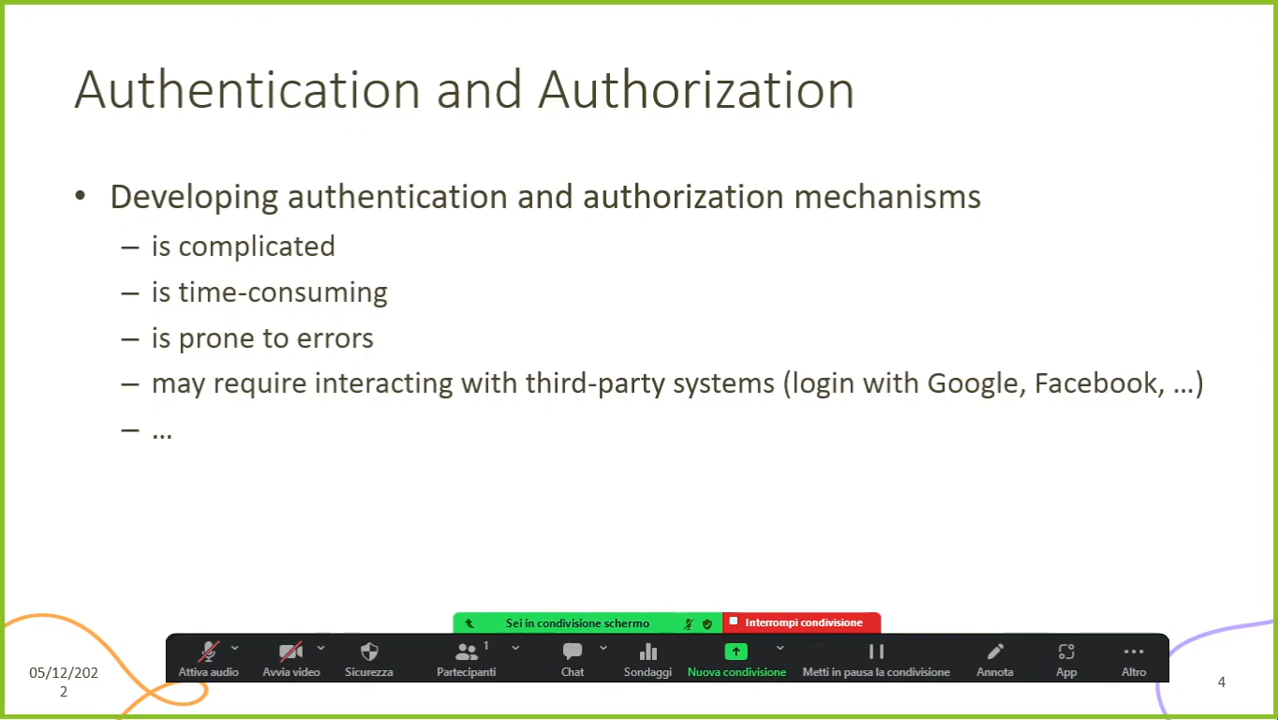 Authentication and Authorization
• Developing authentication and authorization mechanisms
– is complicated
– is time-consuming
– is prone to errors
– may require interacting with third-party systems (login with Google, Facebook, …)
– …
Sei in condivisione schermo Interrompi condivisione
1
Attiva audio Avvia video Sicurezza Partecipanti Chat Sondaggi Nuova condivisione Metti in pausa la condivisione Annota App Altro
05/12/202
2
4